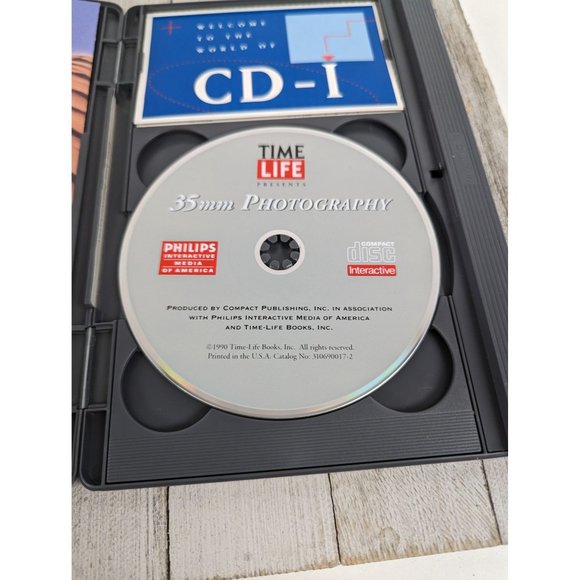 WELCOME
TO THE
WORLD OF
CD-I
TIME
LIFE
PRESENTS
35mm PHOTOGRAPHY
PHILIPS
INTERACTIVE
MEDIA
OF AMERICA
COMPACT
disc
Interactive
PRODUCED BY COMPACT PUBLISHING, INC. IN ASSOCIATION
WITH PHILIPS INTERACTIVE MEDIA OF AMERICA
AND TIME-LIFE BOOKS, INC.
©1990 Time-Life Books, Inc. All rights reserved.
Printed in the U.S.A. Catalog No: 310690017-2